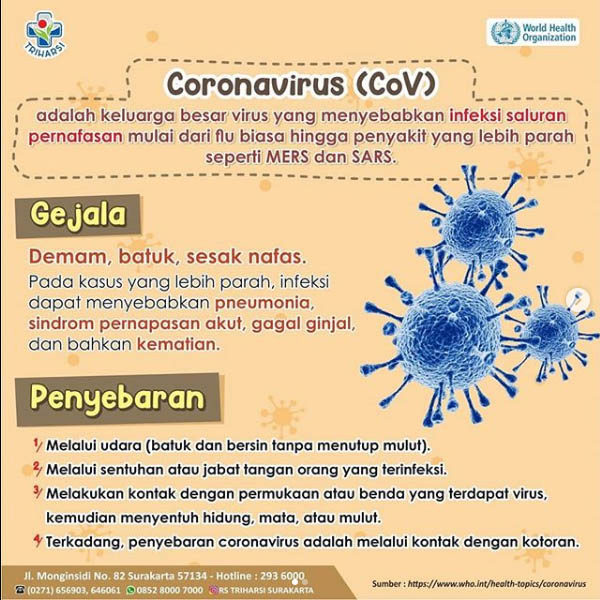 TRIHARSI
World Health
Organization
Coronavirus (CoV)
adalah keluarga besar virus yang menyebabkan infeksi saluran
pernafasan mulai dari flu biasa hingga penyakit yang lebih parah
seperti MERS dan SARS.
Gejala
Demam, batuk, sesak nafas.
Pada kasus yang lebih parah, infeksi
dapat menyebabkan pneumonia,
sindrom pernapasan akut, gagal ginjal,
dan bahkan kematian.
Penyebaran
1/ Melalui udara (batuk dan bersin tanpa menutup mulut).
2/ Melalui sentuhan atau jabat tangan orang yang terinfeksi.
3/ Melakukan kontak dengan permukaan atau benda yang terdapat virus,
kemudian menyentuh hidung, mata, atau mulut.
4/ Terkadang, penyebaran coronavirus adalah melalui kontak dengan kotoran.
Jl. Monginsidi No. 82 Surakarta 57134 - Hotline : 293 6000
(0271) 656903, 646061 0852 8000 7000 RS TRIHARSI SURAKARTA
Sumber : https://www.who.int/health-topics/coronavirus